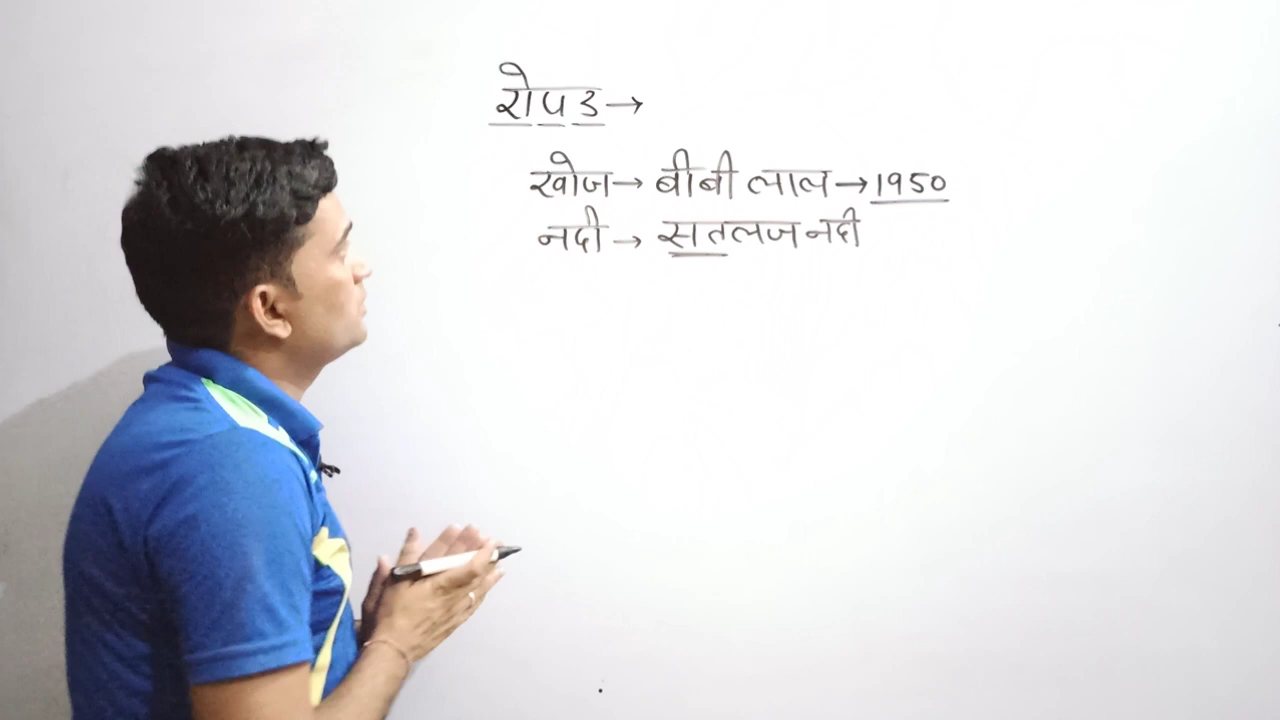 रोपड →
खोज → बीबी लाल → 1950
नदी → सतलज नदी